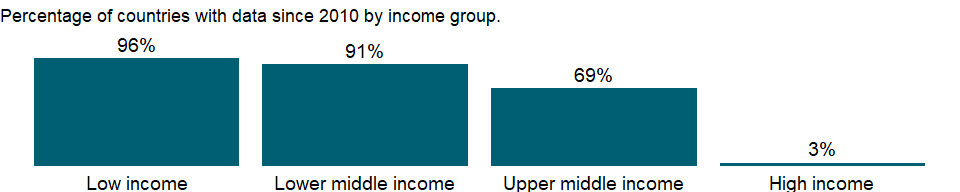 Percentage of countries with data since 2010 by income group.
96%
91%
69%
3%
Low income
Lower middle income
Upper middle income
High income